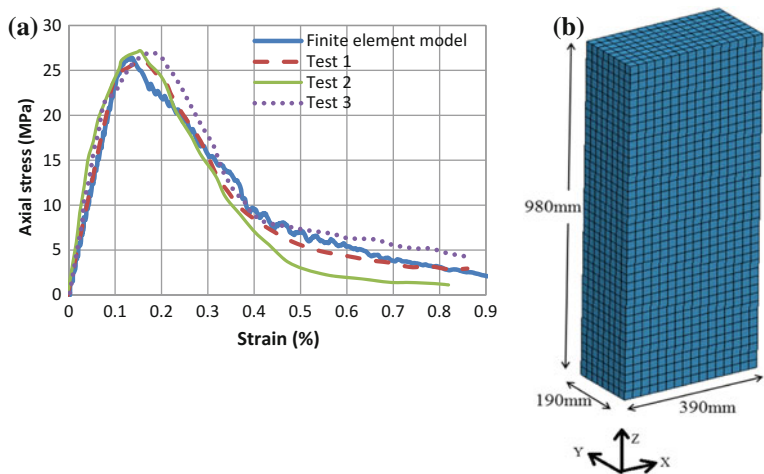 (a)
30
25
20
15
10
5
0
Axial stress (MPa)
0 0.1 0.2 0.3 0.4 0.5 0.6 0.7 0.8 0.9
Strain (%)
Finite element model
Test 1
Test 2
Test 3
(b)
980mm
190mm
390mm
Z
Y
X